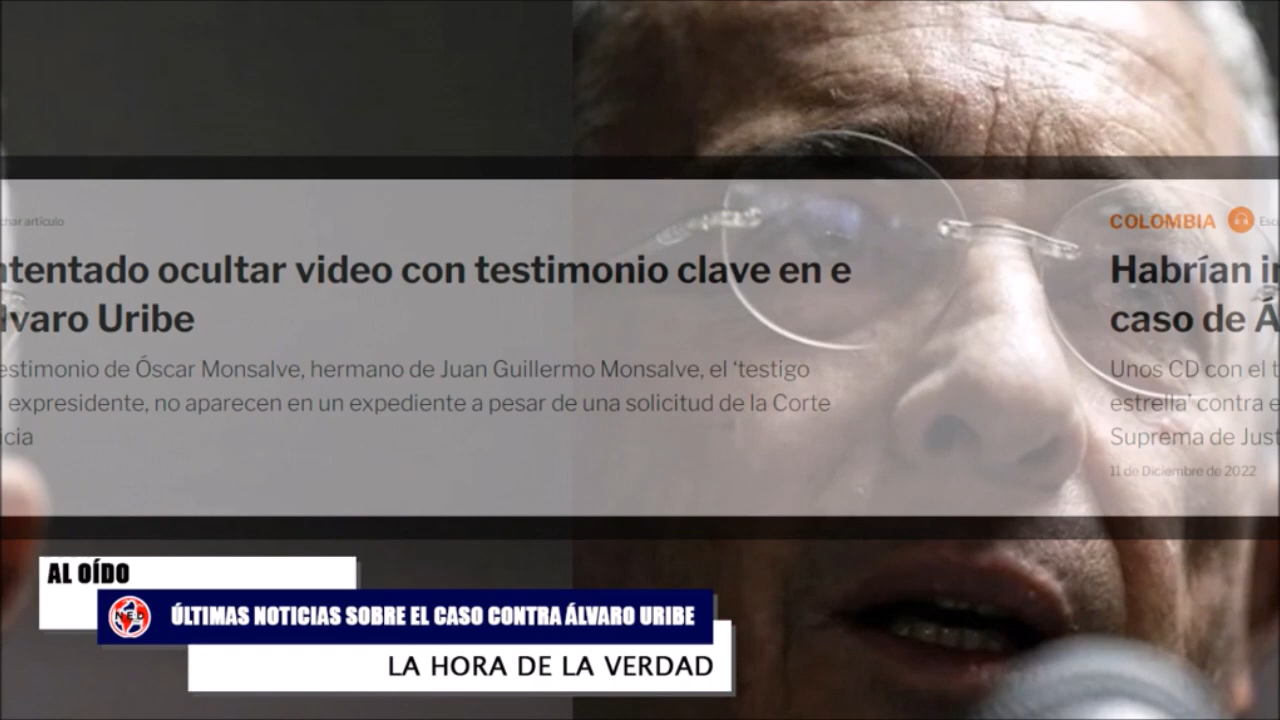 char artículo
ntentado ocultar video con testimonio clave en e
lvaro Uribe
estimonio de Óscar Monsalve, hermano de Juan Guillermo Monsalve, el ‘testigo
l expresidente, no aparecen en un expediente a pesar de una solicitud de la Corte
icia
COLOMBIA Esc
Habrían in
caso de Á
Unos CD con el t
estrella’ contra e
Suprema de Just
11 de Diciembre de 2022
AL OÍDO
NEL
ÚLTIMAS NOTICIAS SOBRE EL CASO CONTRA ÁLVARO URIBE
LA HORA DE LA VERDAD